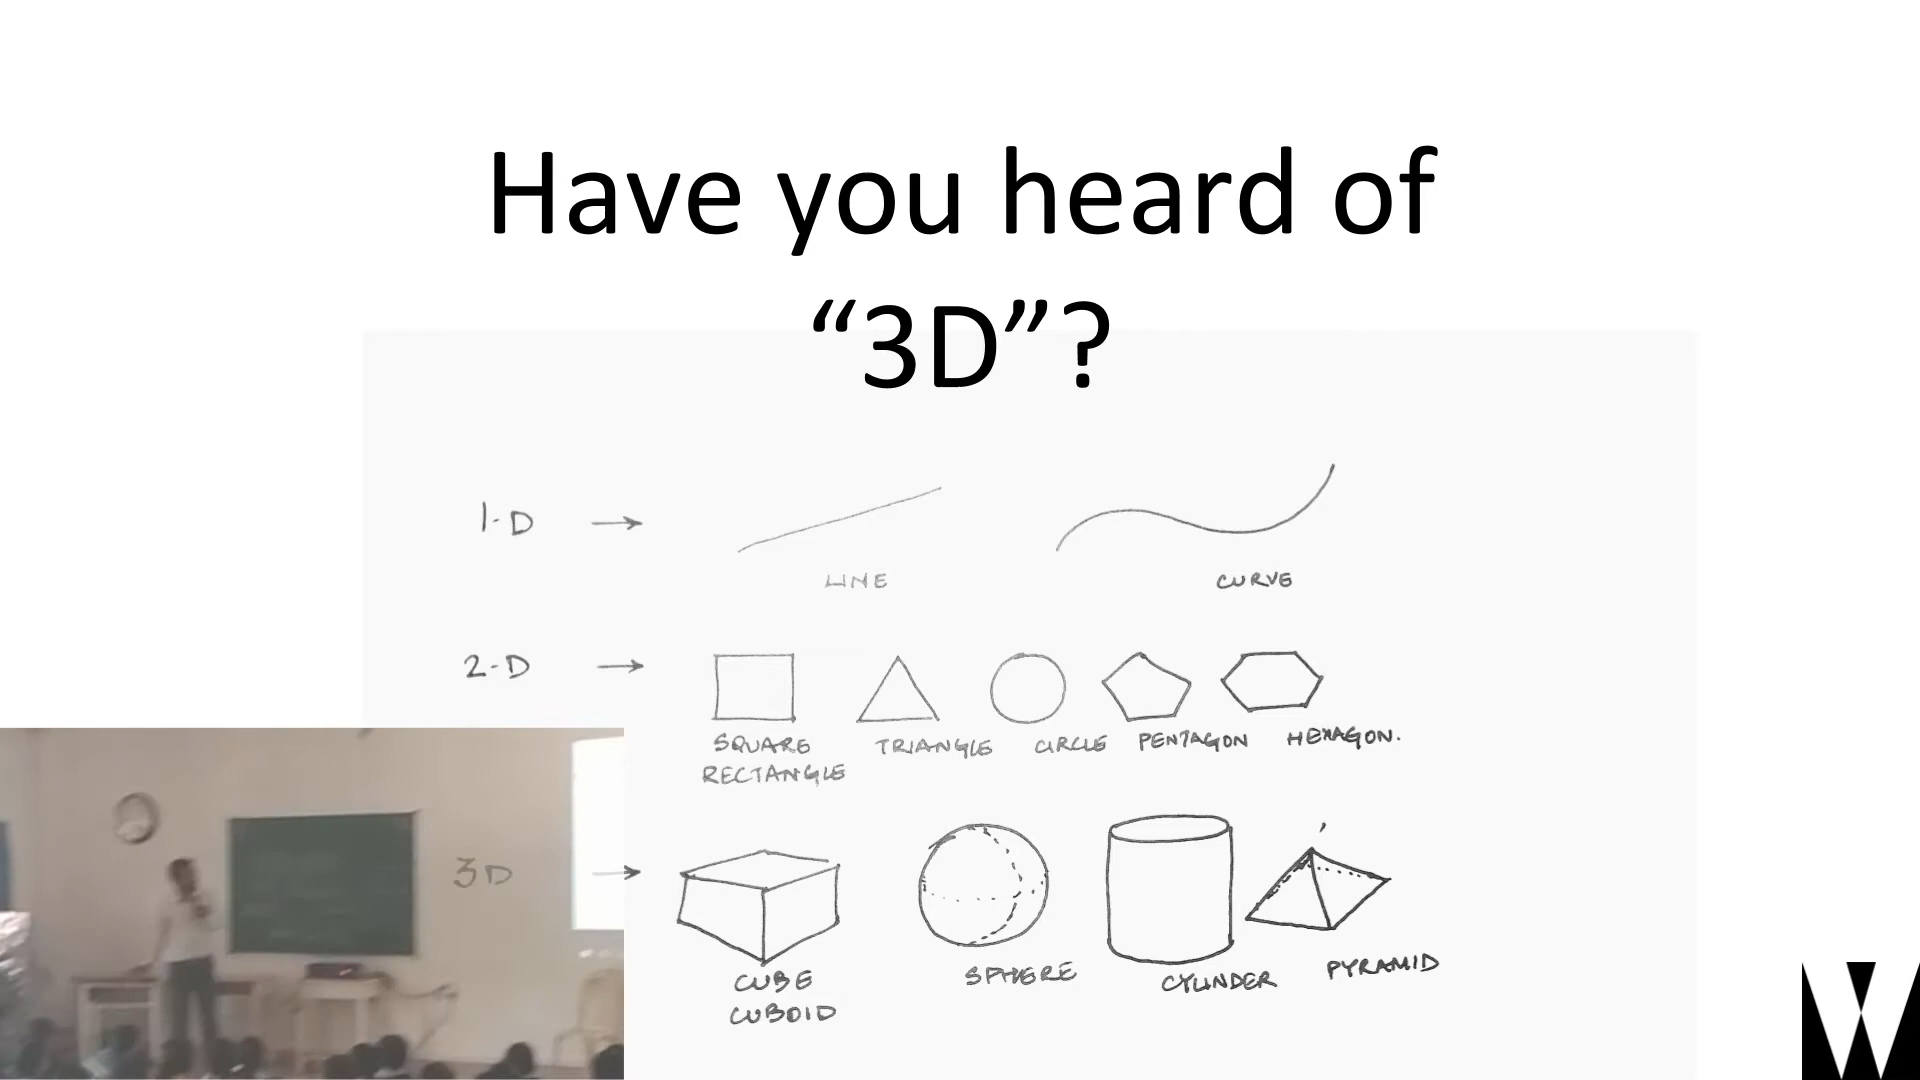 Have you heard of
“3D”?
1-D →
LINE CURVE
2-D →
SQUARE TRIANGLE CIRCLE PENTAGON HEXAGON.
RECTANGLE
3D →
CUBE SPHERE CYLINDER PYRAMID
CUBOID
W